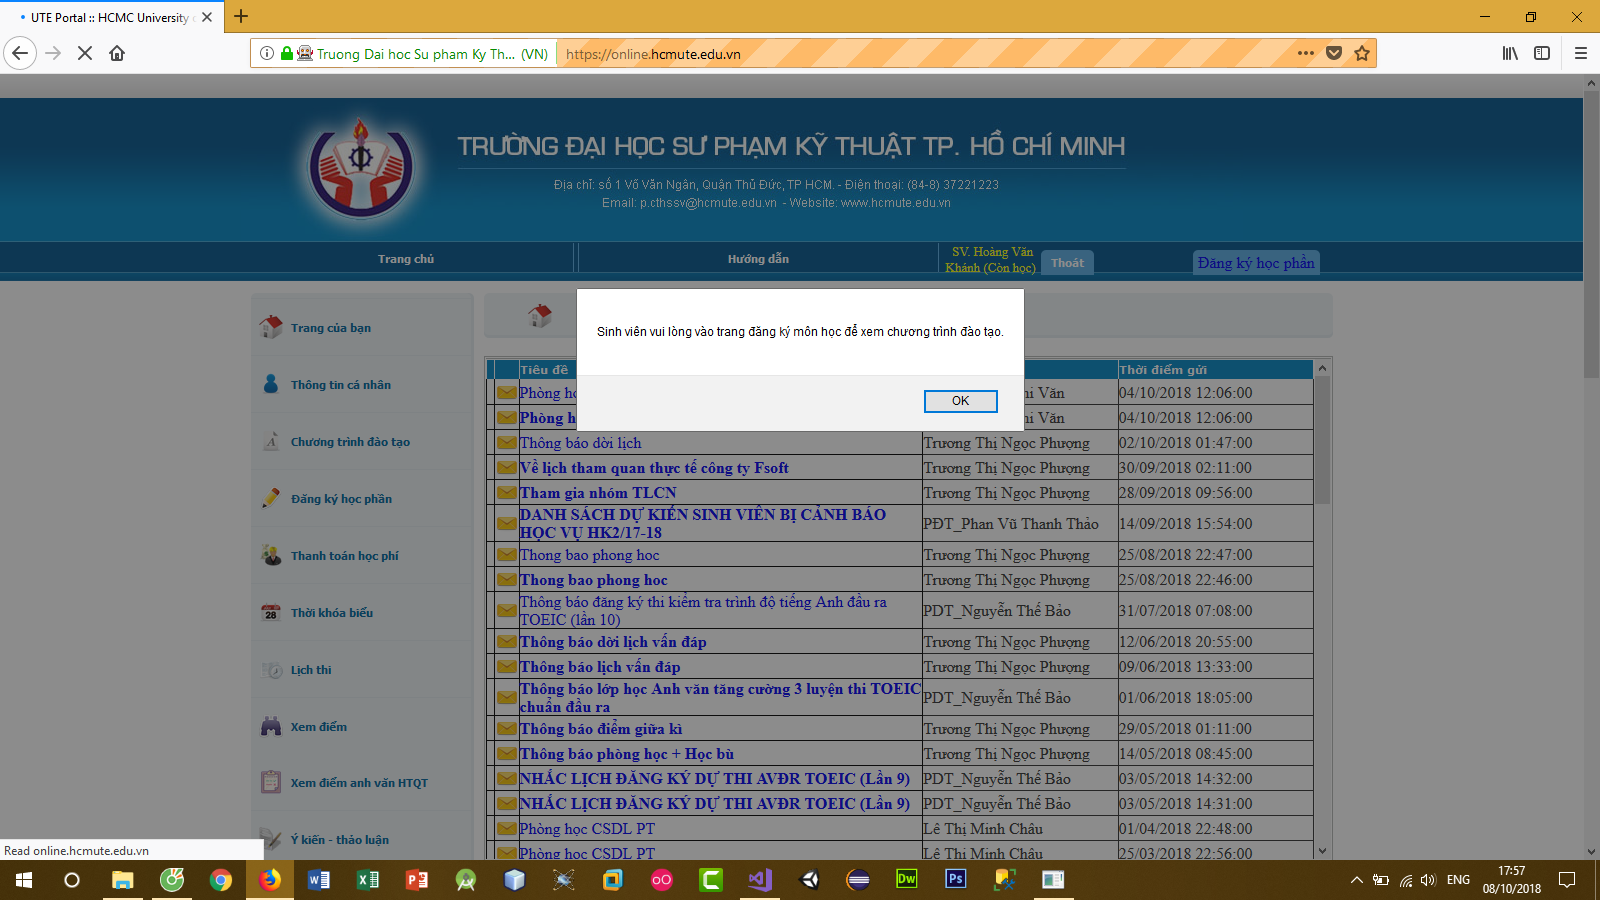 UTE Portal :: HCMC University
Truong Dai hoc Su pham Ky Th... (VN)
https://online.hcmute.edu.vn
TRƯỜNG ĐẠI HỌC SƯ PHẠM KỸ THUẬT TP. HỒ CHÍ MINH
Địa chỉ: số 1 Võ Văn Ngân, Quận Thủ Đức, TP HCM. - Điện thoại: (84-8) 37221223
Email: p.cthssv@hcmute.edu.vn - Website: www.hcmute.edu.vn
Trang chủ
Hướng dẫn
SV. Hoàng Văn
Khánh (Còn học)
Thoát
Đăng ký học phần
Sinh viên vui lòng vào trang đăng ký môn học để xem chương trình đào tạo.
OK
Trang của bạn
Thông tin cá nhân
Chương trình đào tạo
Đăng ký học phần
Thanh toán học phí
Thời khóa biểu
28
Lịch thi
Xem điểm
Xem điểm anh văn HTQT
Ý kiến - thảo luận
Tiêu đề Thời điểm gửi
Phòng Văn 04/10/2018 12:06:00
Phòng Văn 04/10/2018 12:06:00
Thông báo dời lịch Trương Thị Ngọc Phượng 02/10/2018 01:47:00
Về lịch tham quan thực tế công ty Fsoft Trương Thị Ngọc Phượng 30/09/2018 02:11:00
Tham gia nhóm TLCN Trương Thị Ngọc Phượng 28/09/2018 09:56:00
DANH SÁCH DỰ KIẾN SINH VIÊN BỊ CẢNH BÁO
HỌC VỤ HK2/17-18 PĐT_Phan Vũ Thanh Thảo 14/09/2018 15:54:00
Thong bao phong hoc Trương Thị Ngọc Phượng 25/08/2018 22:47:00
Thong bao phong hoc Trương Thị Ngọc Phượng 25/08/2018 22:46:00
Thông báo đăng ký thi kiểm tra trình độ tiếng Anh đầu ra
TOEIC (lần 10) PDT_Nguyễn Thế Bảo 31/07/2018 07:08:00
Thông báo dời lịch vấn đáp Trương Thị Ngọc Phượng 12/06/2018 20:55:00
Thông báo lịch vấn đáp Trương Thị Ngọc Phượng 09/06/2018 13:33:00
Thông báo lớp học Anh văn tăng cường 3 luyện thi TOEIC
chuẩn đầu ra PDT_Nguyễn Thế Bảo 01/06/2018 18:05:00
Thông báo điểm giữa kì Trương Thị Ngọc Phượng 29/05/2018 01:11:00
Thông báo phòng học + Học bù Trương Thị Ngọc Phượng 14/05/2018 08:45:00
NHẮC LỊCH ĐĂNG KÝ DỰ THI AVĐR TOEIC (Lần 9) PDT_Nguyễn Thế Bảo 03/05/2018 14:32:00
NHẮC LỊCH ĐĂNG KÝ DỰ THI AVĐR TOEIC (Lần 9) PDT_Nguyễn Thế Bảo 03/05/2018 14:31:00
Phòng học CSDL PT Lê Thị Minh Châu 01/04/2018 22:48:00
Phòng học CSDL PT Lê Thị Minh Châu 25/03/2018 22:56:00
Read online.hcmute.edu.vn
Dw
Ps
ENG
17:57
08/10/2018